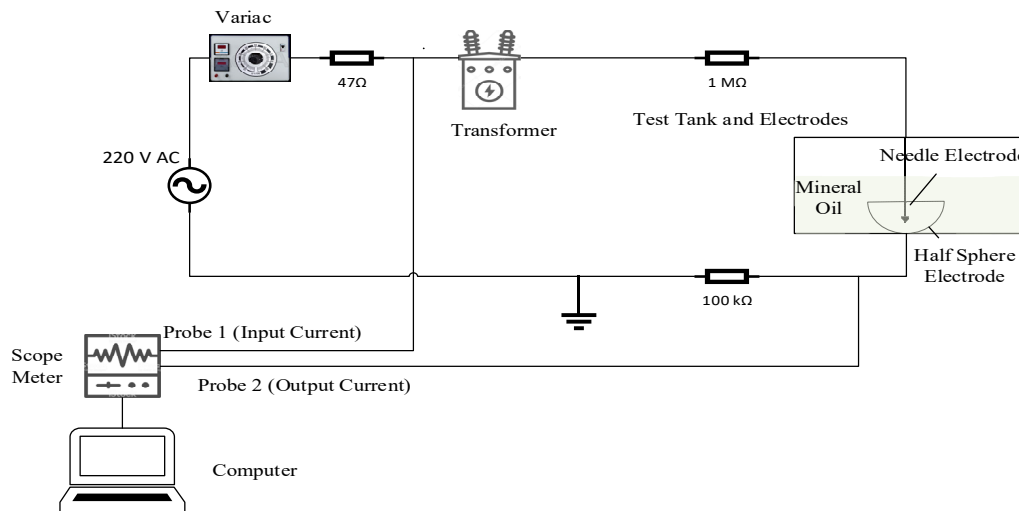 Variac
47Ω
1 MΩ
Transformer
Test Tank and Electrodes
220 V AC
Needle Electrode
Mineral
Oil
Half Sphere
Electrode
100 kΩ
Probe 1 (Input Current)
Scope
Meter
Probe 2 (Output Current)
Computer